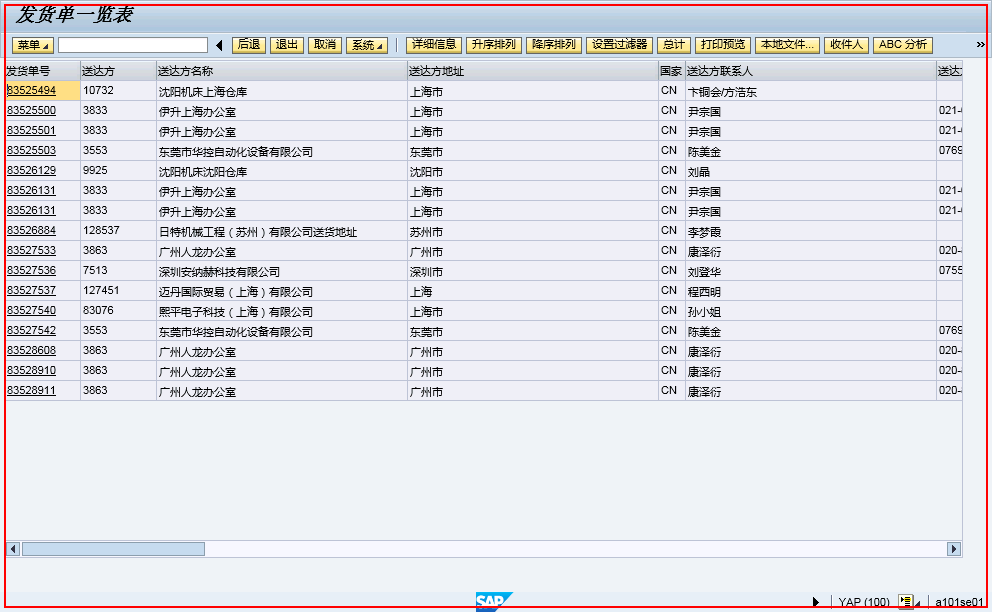 发货单一览表
菜单 后退 退出 取消 系统 详细信息 升序排列 降序排列 设置过滤器 总计 打印预览 本地文件... 收件人 ABC 分析 »
发货单号 送达方 送达方名称 送达方地址 国家 送达方联系人 送达
83525494 10732 沈阳机床上海仓库 上海市 CN 卞铜会/方浩东
83525500 3833 伊升上海办公室 上海市 CN 尹宗国 021-
83525501 3833 伊升上海办公室 上海市 CN 尹宗国 021-
83525503 3553 东莞市华控自动化设备有限公司 东莞市 CN 陈美金 0769
83526129 9925 沈阳机床沈阳仓库 沈阳市 CN 刘晶
83526131 3833 伊升上海办公室 上海市 CN 尹宗国 021-
83526131 3833 伊升上海办公室 上海市 CN 尹宗国 021-
83526884 128537 日特机械工程（苏州）有限公司送货地址 苏州市 CN 李梦霞
83527533 3863 广州人龙办公室 广州市 CN 康泽衍 020-
83527536 7513 深圳安纳赫科技有限公司 深圳市 CN 刘登华 0755
83527537 127451 迈丹国际贸易（上海）有限公司 上海 CN 程西明
83527540 83076 熙平电子科技（上海）有限公司 上海市 CN 孙小姐
83527542 3553 东莞市华控自动化设备有限公司 东莞市 CN 陈美金 0769
83528608 3863 广州人龙办公室 广州市 CN 康泽衍 020-
83528910 3863 广州人龙办公室 广州市 CN 康泽衍 020-
83528911 3863 广州人龙办公室 广州市 CN 康泽衍 020-
SAP YAP (100) a101se01